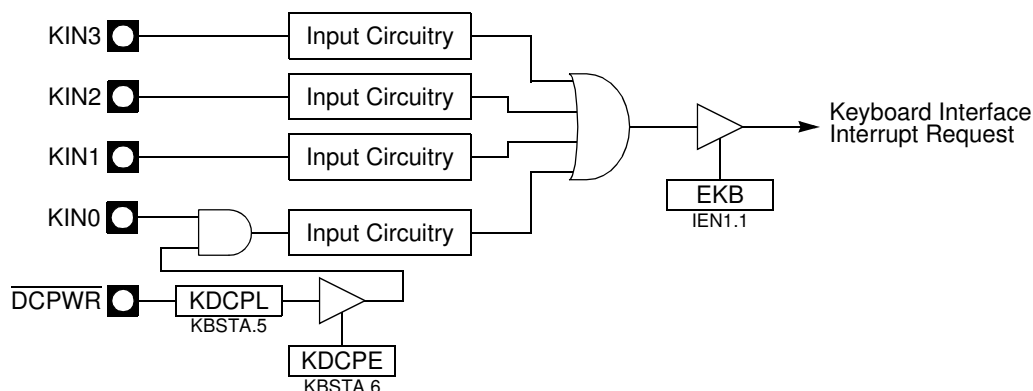 KIN3
Input Circuitry
KIN2
Input Circuitry
Keyboard Interface
Interrupt Request
KIN1
Input Circuitry
EKB
IEN1.1
KIN0
Input Circuitry
DCPWR
KDCPL
KBSTA.5
KDCPE
KBSTA.6